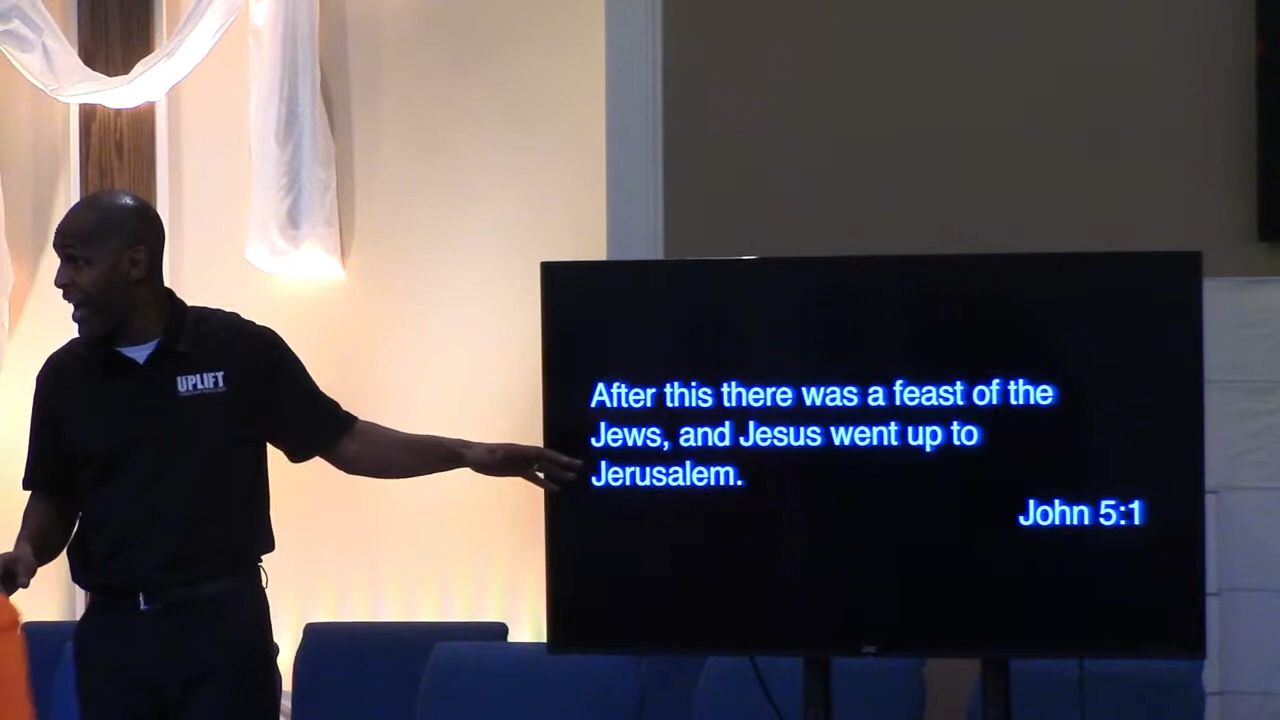 UPLIFT
After this there was a feast of the
Jews, and Jesus went up to
Jerusalem.
John 5:1